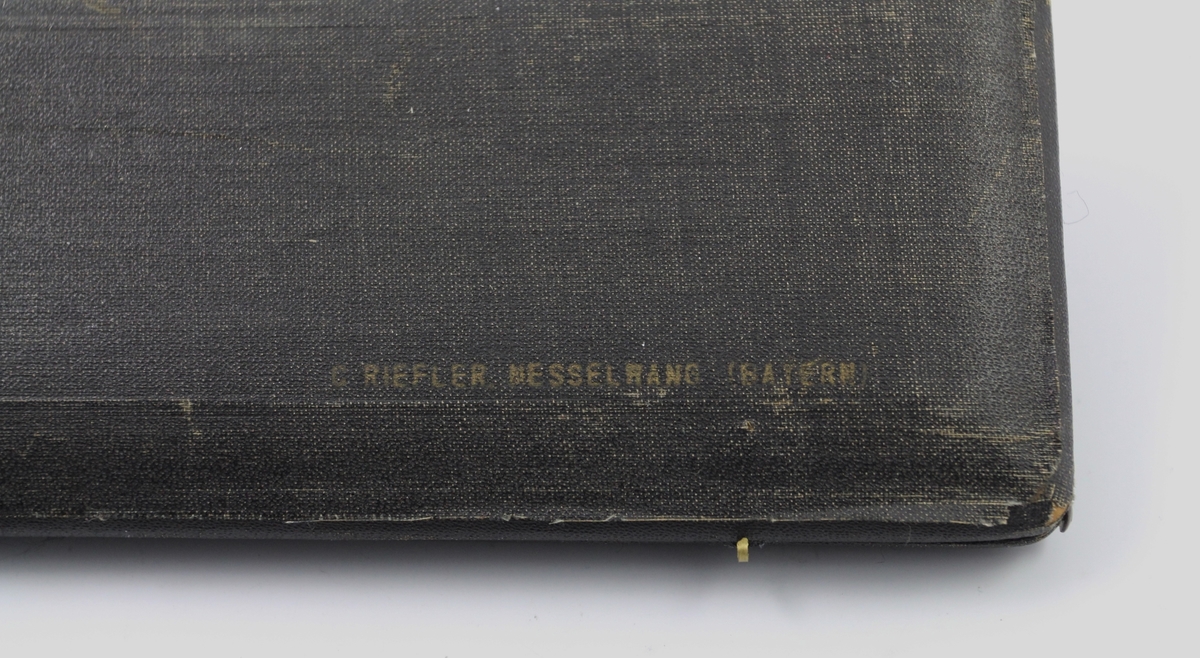 C RIEFLER NESSELWANG (BAYERN)